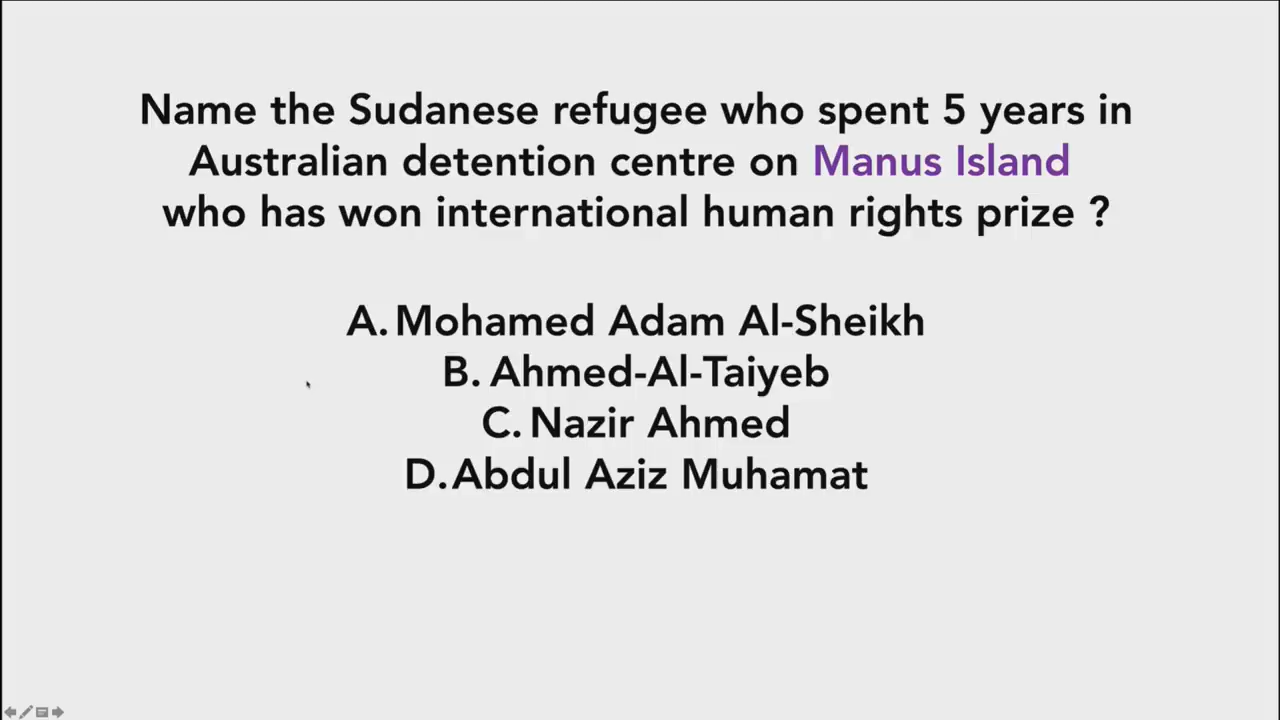 Name the Sudanese refugee who spent 5 years in
Australian detention centre on Manus Island
who has won international human rights prize ?
A. Mohamed Adam Al-Sheikh
B. Ahmed-Al-Taiyeb
C. Nazir Ahmed
D. Abdul Aziz Muhamat